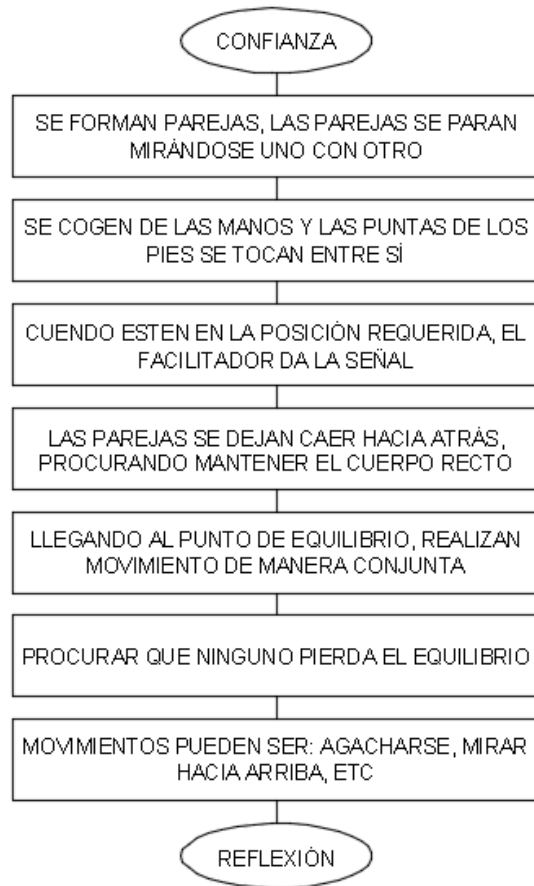 CONFIANZA
SE FORMAN PAREJAS, LAS PAREJAS SE PARAN
MIRÁNDOSE UNO CON OTRO
SE COGEN DE LAS MANOS Y LAS PUNTAS DE LOS
PIES SE TOCAN ENTRE SÍ
CUENDO ESTEN EN LA POSICIÓN REQUERIDA, EL
FACILITADOR DA LA SEÑAL
LAS PAREJAS SE DEJAN CAER HACIA ATRÁS,
PROCURANDO MANTENER EL CUERPO RECTO
LLEGANDO AL PUNTO DE EQUILIBRIO, REALIZAN
MOVIMIENTO DE MANERA CONJUNTA
PROCURAR QUE NINGUNO PIERDA EL EQUILIBRIO
MOVIMIENTOS PUEDEN SER: AGACHARSE, MIRAR
HACIA ARRIBA, ETC
REFLEXIÓN